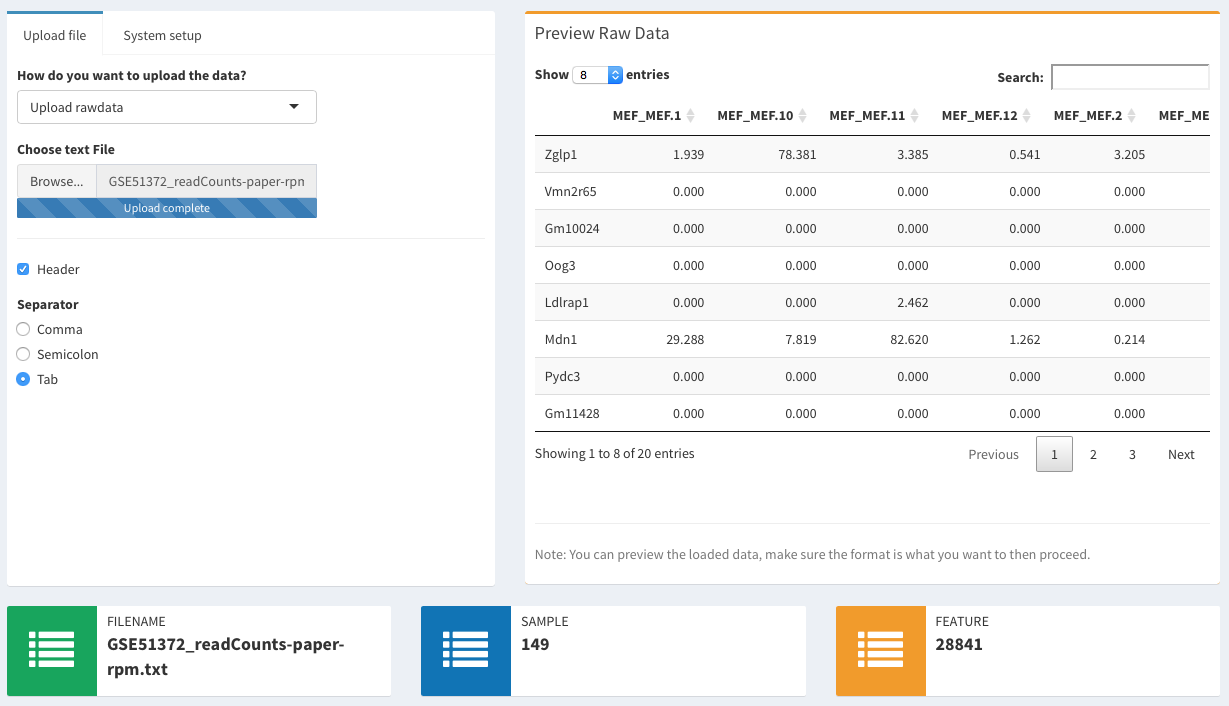 Upload file System setup
How do you want to upload the data?
Upload rawdata
Choose text File
Browse... GSE51372_readCounts-paper-rpn
Upload complete
Header
Separator
Comma
Semicolon
Tab
Preview Raw Data
Show 8 entries
Search:
MEF_MEF.1 MEF_MEF.10 MEF_MEF.11 MEF_MEF.12 MEF_MEF.2 MEF_ME
Zglp1 1.939 78.381 3.385 0.541 3.205
Vmn2r65 0.000 0.000 0.000 0.000 0.000
Gm10024 0.000 0.000 0.000 0.000 0.000
Oog3 0.000 0.000 0.000 0.000 0.000
Ldlrap1 0.000 0.000 2.462 0.000 0.000
Mdn1 29.288 7.819 82.620 1.262 0.214
Pydc3 0.000 0.000 0.000 0.000 0.000
Gm11428 0.000 0.000 0.000 0.000 0.000
Showing 1 to 8 of 20 entries
Previous 1 2 3 Next
Note: You can preview the loaded data, make sure the format is what you want to then proceed.
FILENAME
GSE51372_readCounts-paper-
rpm.txt
SAMPLE
149
FEATURE
28841